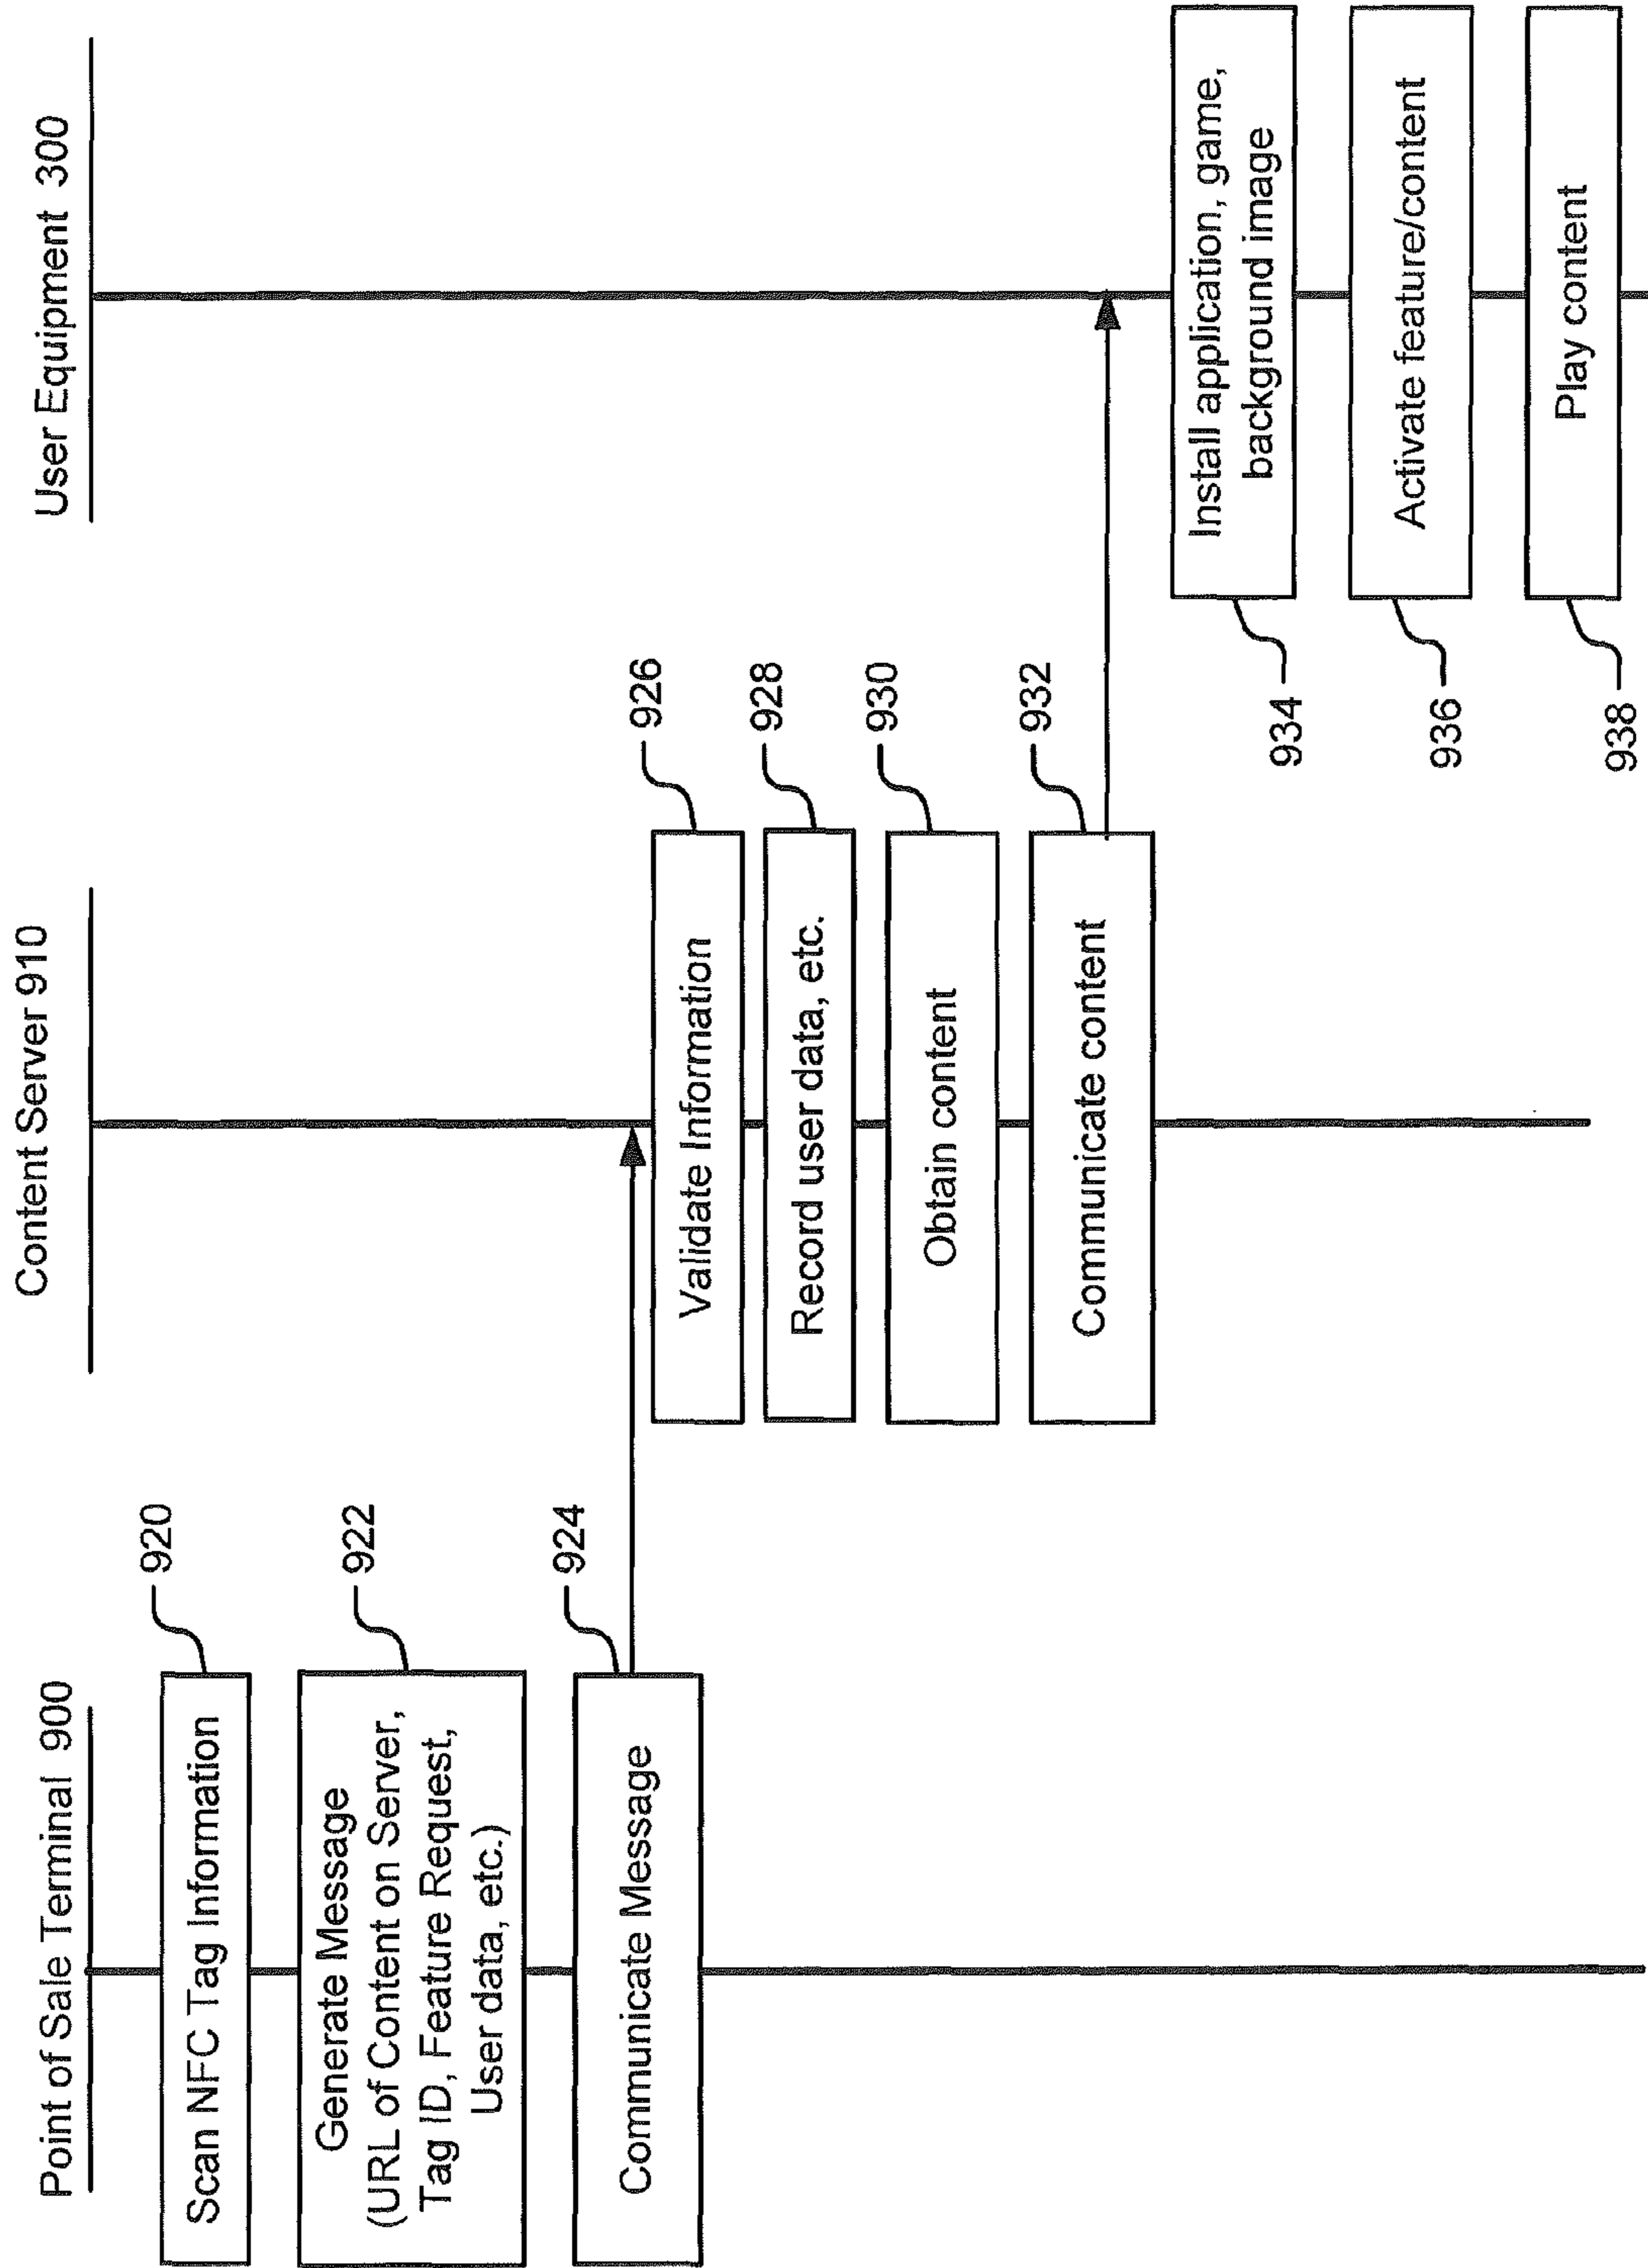 Point of Sale Terminal 900
Content Server 910
User Equipment 300
Scan NFC Tag Information
920
Generate Message
(URL of Content on Server,
Tag ID, Feature Request,
User data, etc.)
922
Communicate Message
924
Validate Information
926
Record user data, etc.
928
Obtain content
930
Communicate content
932
Install application, game,
background image
934
Activate feature/content
936
Play content
938